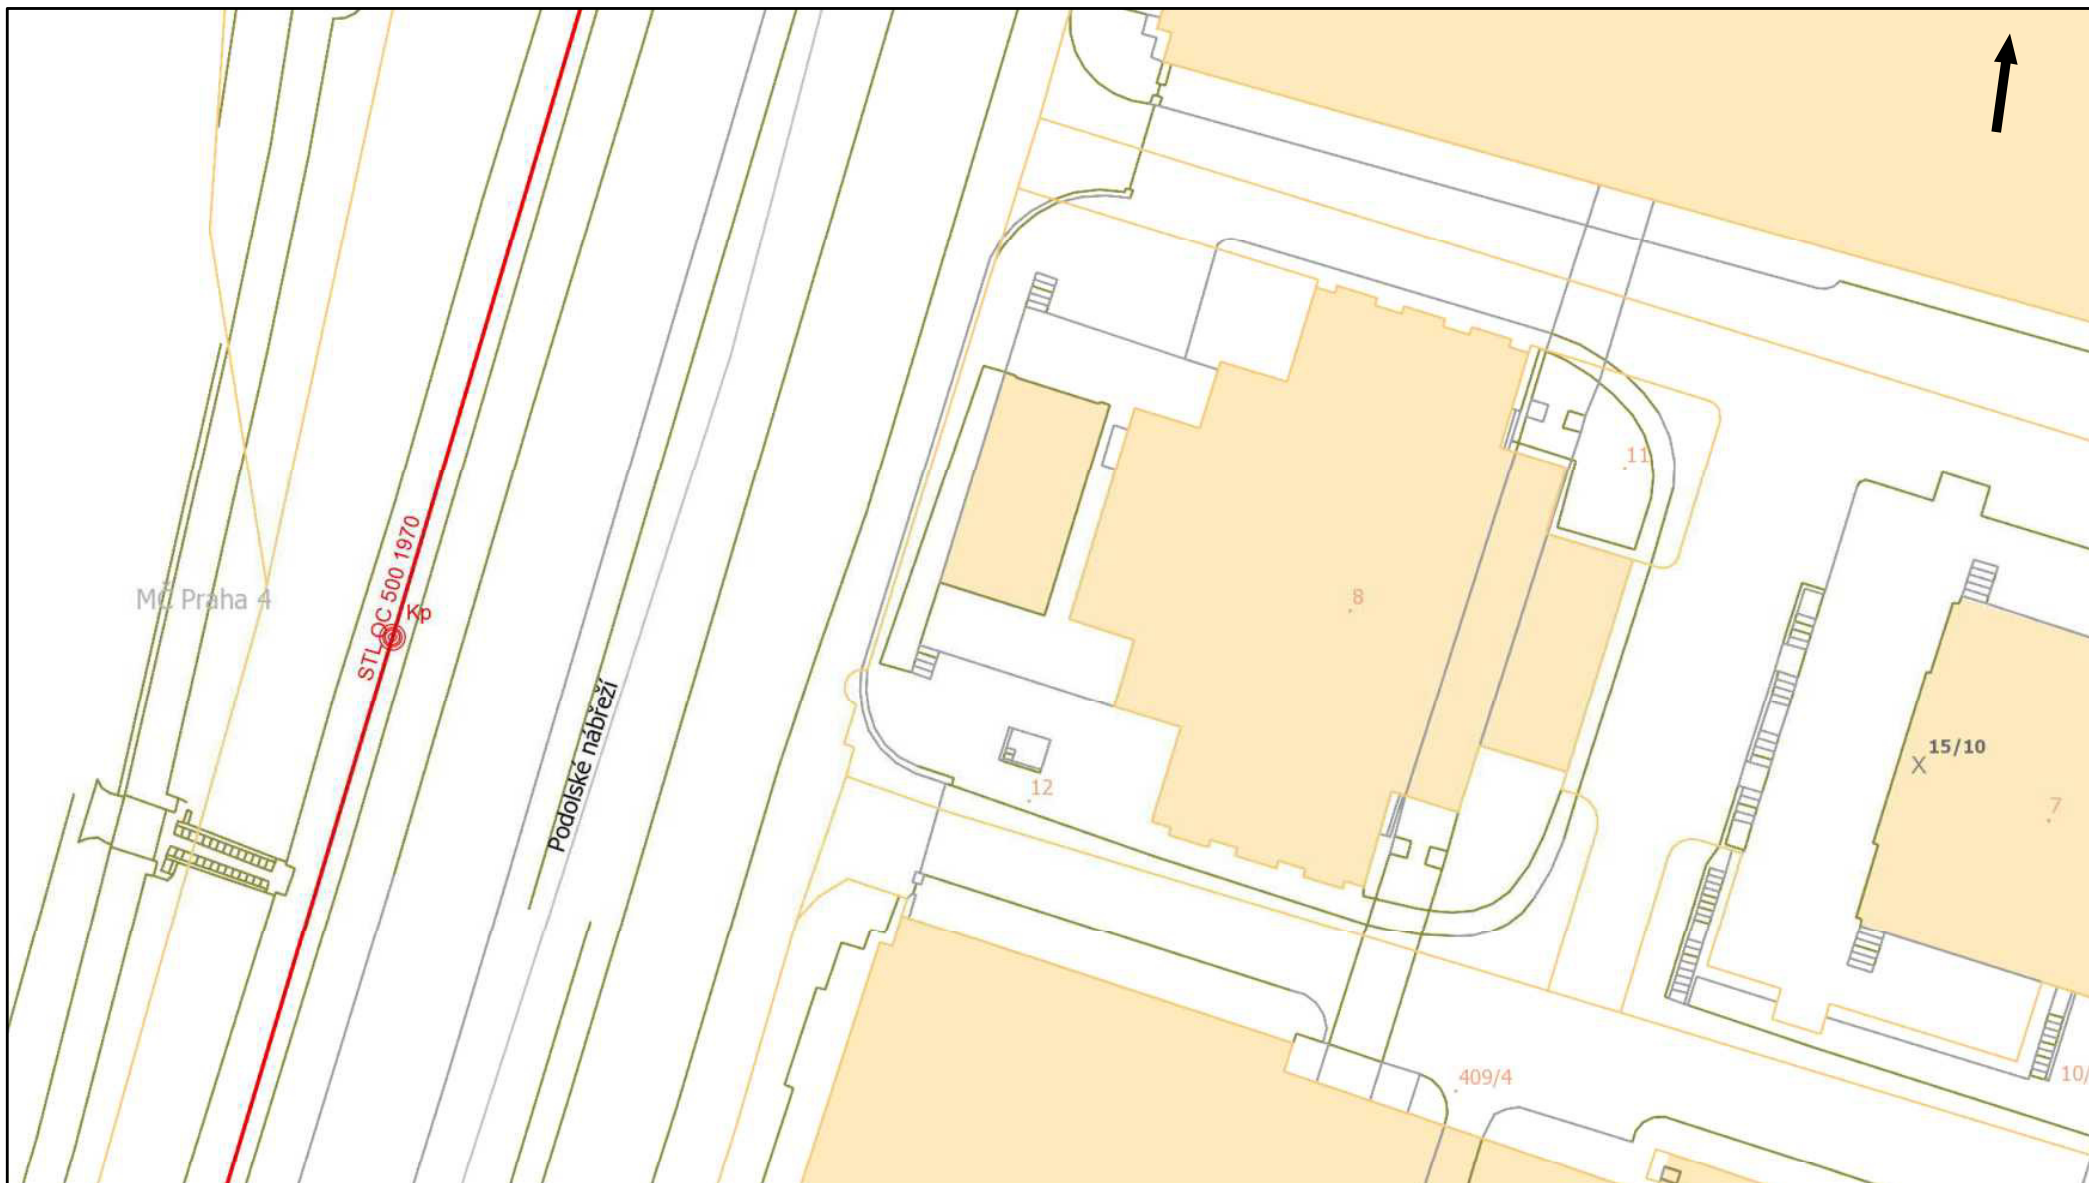 11
STL OC 500 1970
MČ Praha 4
Kp
8
Podolské nábřeží
15/10
12
7
409/4
10/